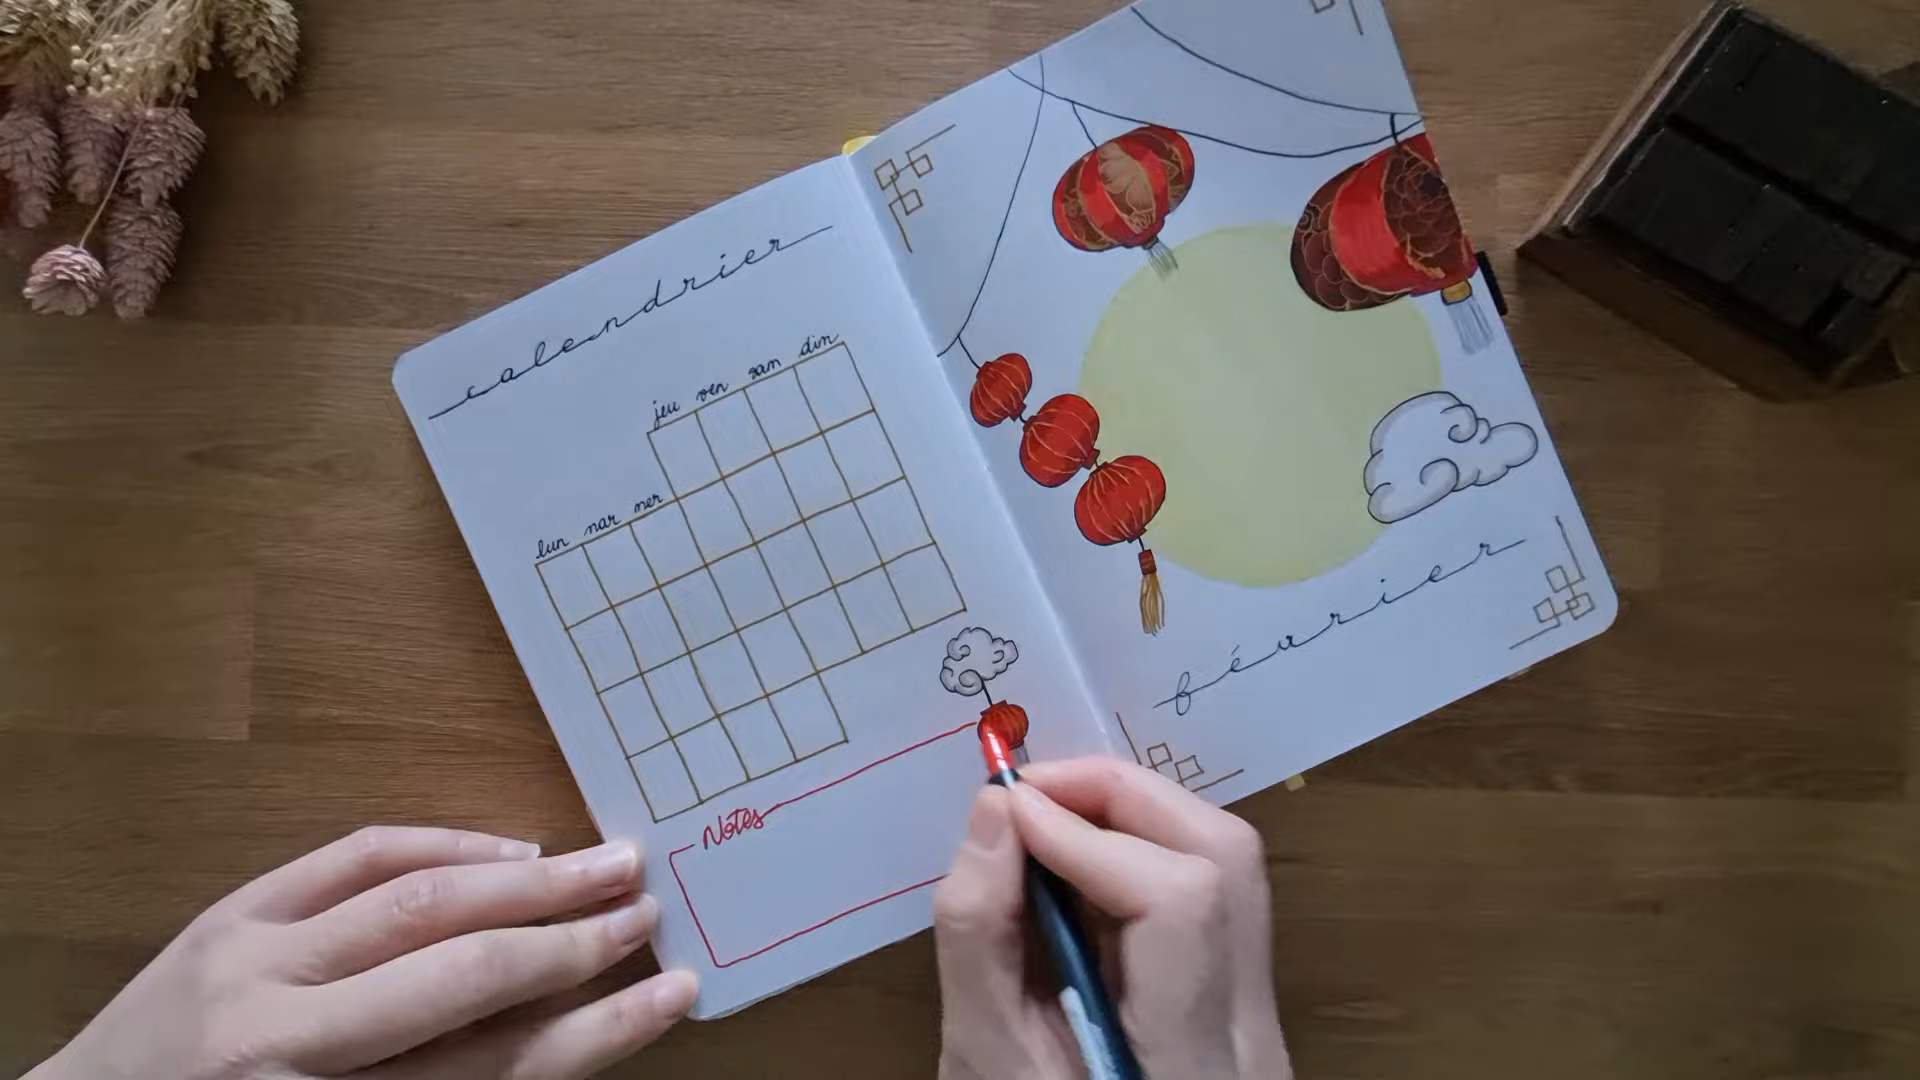 calendrier
jeu ven sam dim
lun mar mer
Notes
février